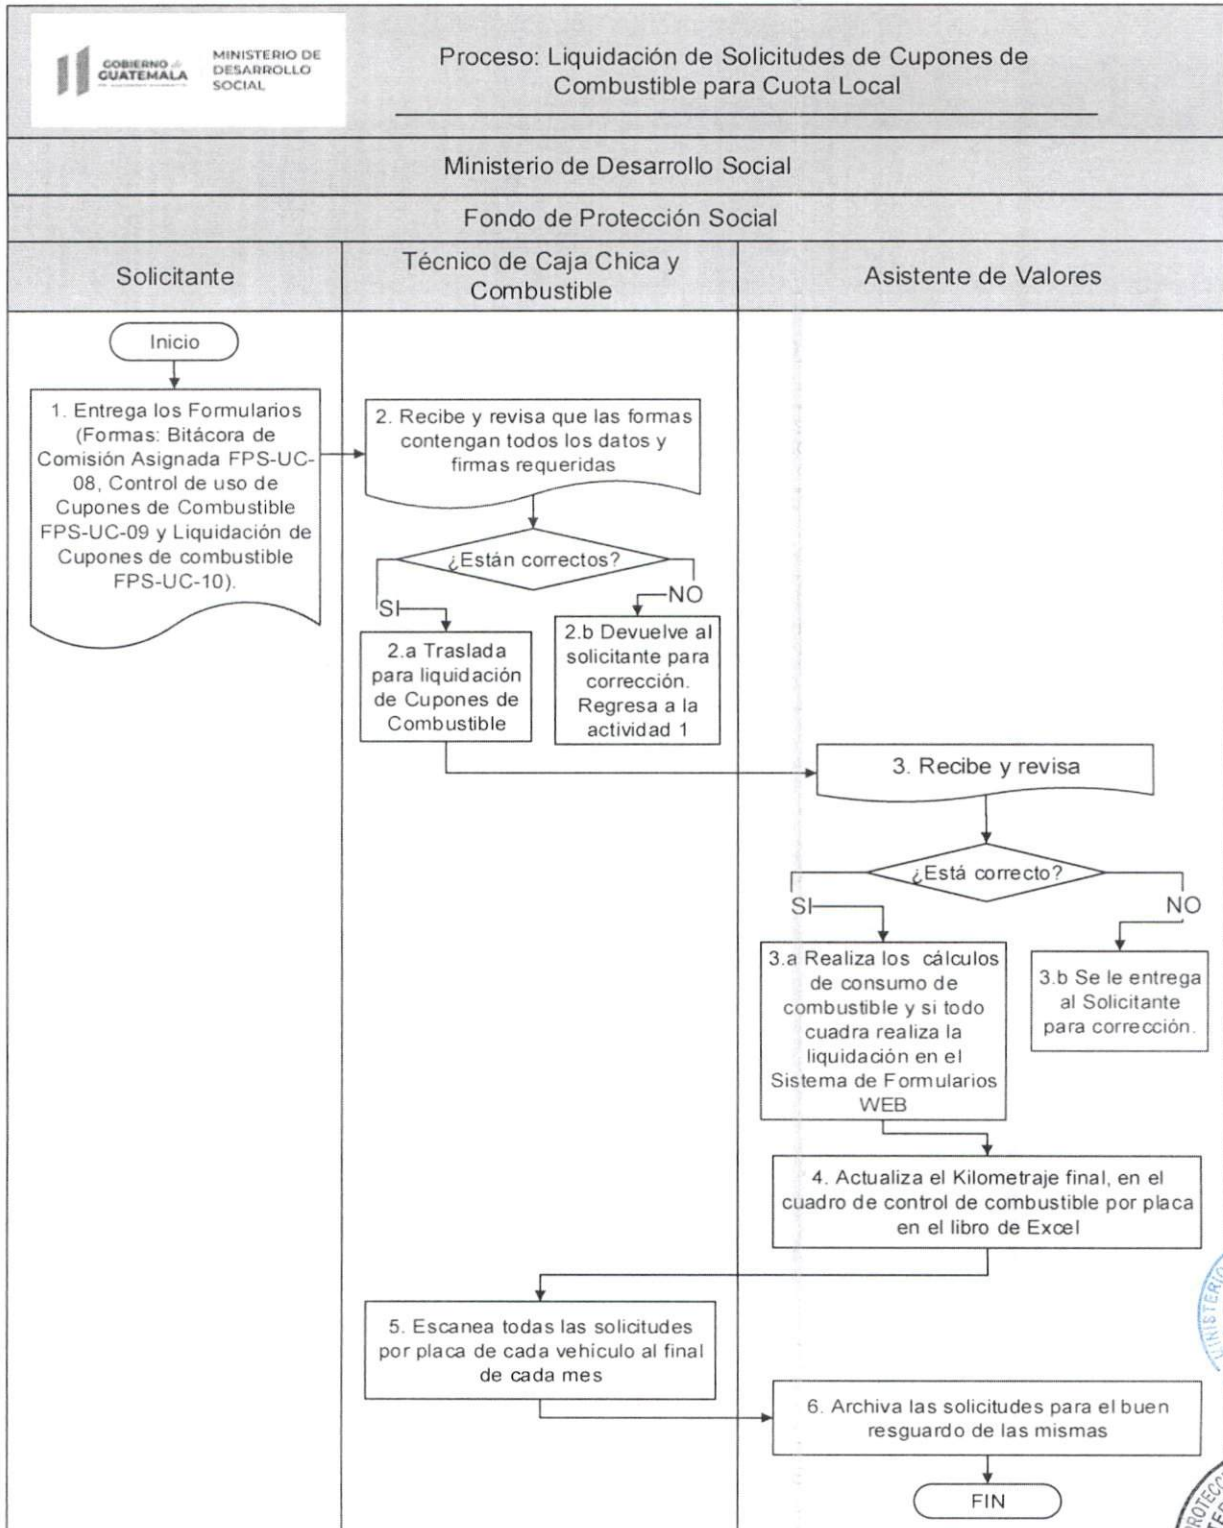 GOBIERNO de
GUATEMALA
MINISTERIO DE
DESARROLLO
SOCIAL
Proceso: Liquidación de Solicitudes de Cupones de
Combustible para Cuota Local
Ministerio de Desarrollo Social
Fondo de Protección Social
Solicitante
Técnico de Caja Chica y
Combustible
Asistente de Valores
Inicio
1. Entrega los Formularios
(Formas: Bitácora de
Comisión Asignada FPS-UC-
08, Control de uso de
Cupones de Combustible
FPS-UC-09 y Liquidación de
Cupones de combustible
FPS-UC-10).
2. Recibe y revisa que las formas
contengan todos los datos y
firmas requeridas
¿Están correctos?
SI
NO
2.a Traslada
para liquidación
de Cupones de
Combustible
2.b Devuelve al
solicitante para
corrección.
Regresa a la
actividad 1
3. Recibe y revisa
¿Está correcto?
SI
NO
3.a Realiza los cálculos
de consumo de
combustible y si todo
cuadra realiza la
liquidación en el
Sistema de Formularios
WEB
3.b Se le entrega
al Solicitante
para corrección.
4. Actualiza el Kilometraje final, en el
cuadro de control de combustible por placa
en el libro de Excel
5. Escanea todas las solicitudes
por placa de cada vehículo al final
de cada mes
6. Archiva las solicitudes para el buen
resguardo de las mismas
FIN